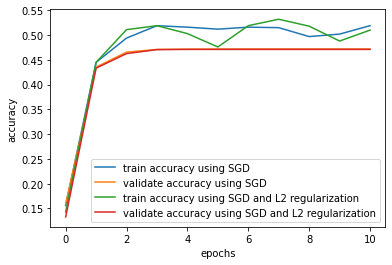 0.55
0.50
0.45
0.40
0.35
0.30
0.25
0.20
0.15
accuracy
train accuracy using SGD
validate accuracy using SGD
train accuracy using SGD and L2 regularization
validate accuracy using SGD and L2 regularization
0 2 4 6 8 10
epochs